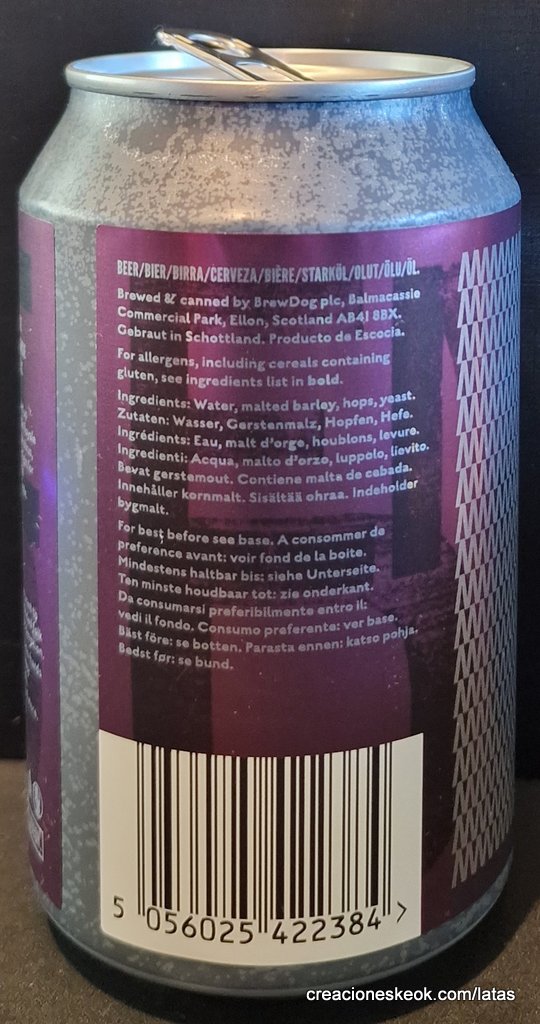 BEER/BIER/BIRRA/CERVEZA/BIÈRE/STARKÖL/OLUT/ÖLU/ÖL.
Brewed & canned by BrewDog plc, Balmacassie
Commercial Park, Ellon, Scotland AB41 8BX.
Gebraut in Schottland. Producto de Escocia.
For allergens, including cereals containing
gluten, see ingredients list in bold.
Ingredients: Water, malted barley, hops, yeast.
Zutaten: Wasser, Gerstenmalz, Hopfen, Hefe.
Ingrédients: Eau, malt d'orge, houblons, levure.
Ingredienti: Acqua, malto d'orzo, luppolo, lievito.
Bevat gerstemout. Contiene malta de cebada.
Innehåller kornmalt. Sisältää ohraa. Indeholder
bygmalt.
For best before see base. A consommer de
preference avant: voir fond de la boite.
Mindestens haltbar bis: siehe Unterseite.
Ten minste houdbaar tot: zie onderkant.
Da consumarsi preferibilmente entro il:
vedi il fondo. Consumo preferente: ver base.
Bäst före: se botten. Parasta ennen: katso pohja.
Bedst før: se bund.
5 056025 422384 >
creacioneskeok.com/latas